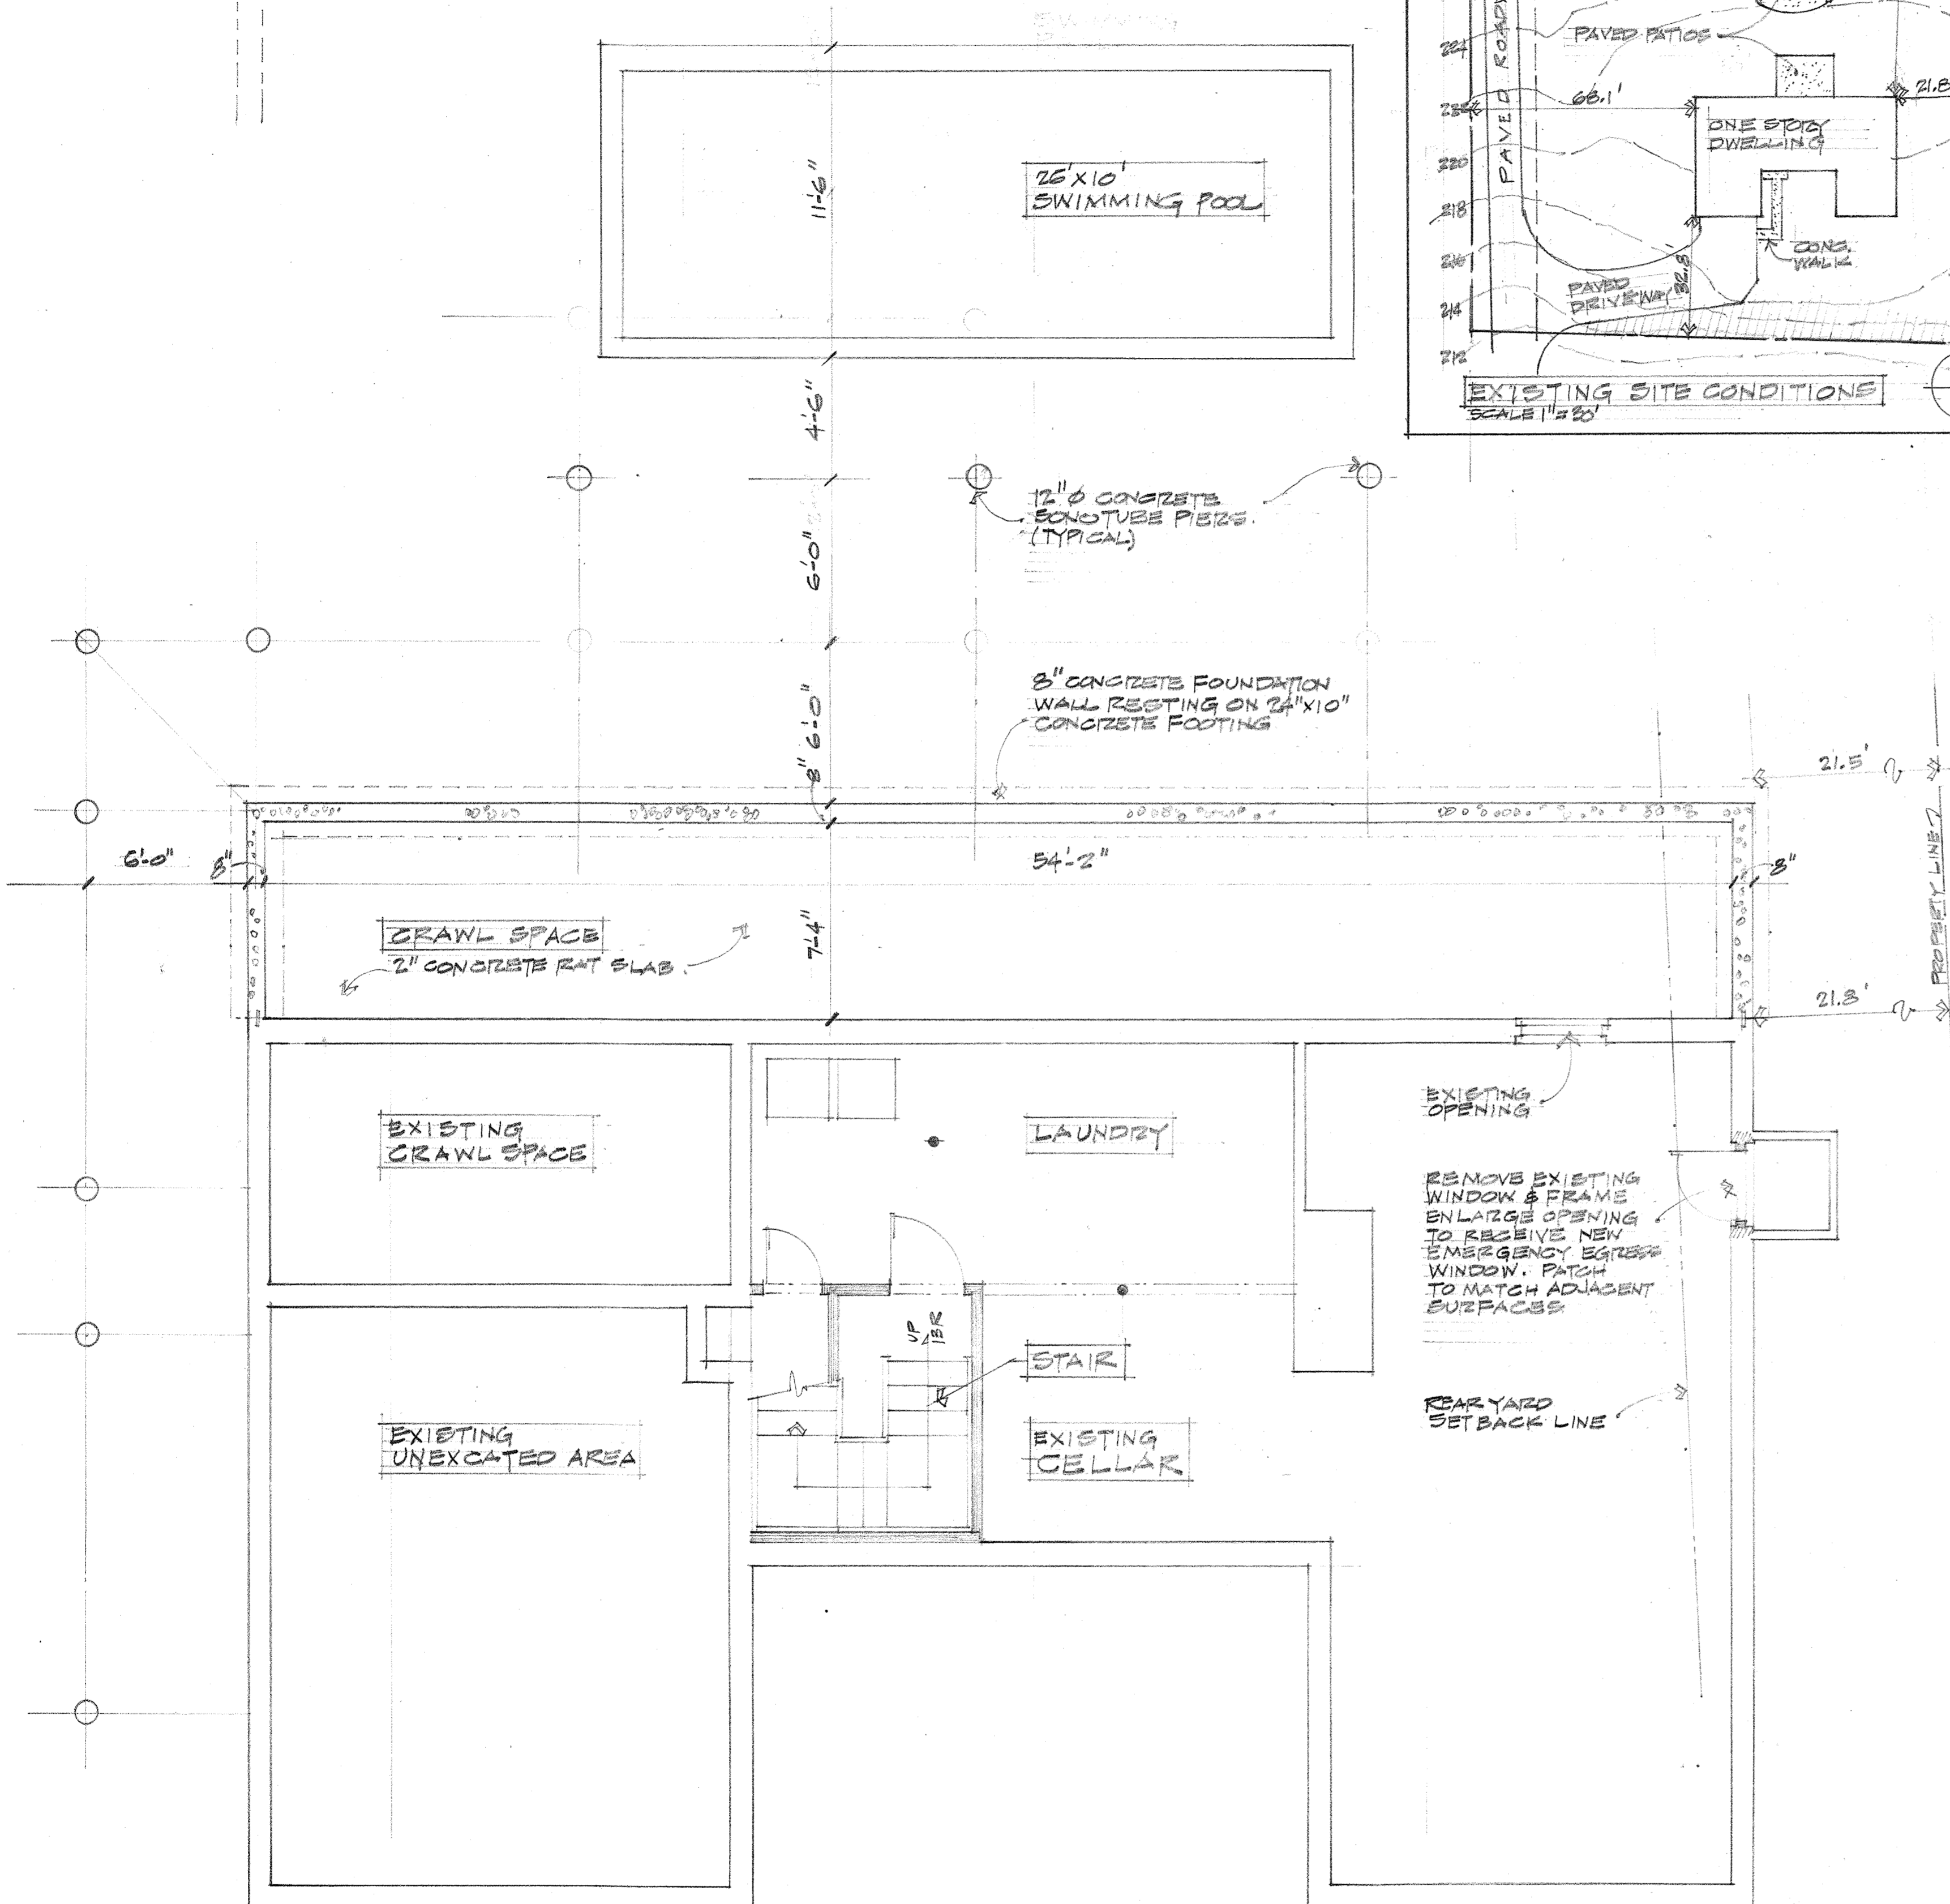 26'X10'
SWIMMING POOL
11'-6"
4'-6"
6'-0"
6'-0"
8"
12"Ø CONCRETE
SONOTUBE PIERS.
(TYPICAL)
8" CONCRETE FOUNDATION
WALL RESTING ON 24"X10"
CONCRETE FOOTING
6'-0"
8"
54'-2"
8"
7'-4"
CRAWL SPACE
2" CONCRETE RAT SLAB.
21.5'
21.8'
PROPERTY LINE
EXISTING
CRAWL SPACE
LAUNDRY
EXISTING
OPENING
REMOVE EXISTING
WINDOW & FRAME
ENLARGE OPENING
TO RECEIVE NEW
EMERGENCY EGRESS
WINDOW. PATCH
TO MATCH ADJACENT
SURFACES
UP
13R
STAIR
REAR YARD
SETBACK LINE
EXISTING
UNEXCATED AREA
EXISTING
CELLAR
PAVED PATIOS
224
PAVED
68.1'
21.8
ONE STORY
DWELLING
220
218
216
214
212
CONC.
WALK
32.8'
PAVED
DRIVEWAY
EXISTING SITE CONDITIONS
SCALE 1"=30'